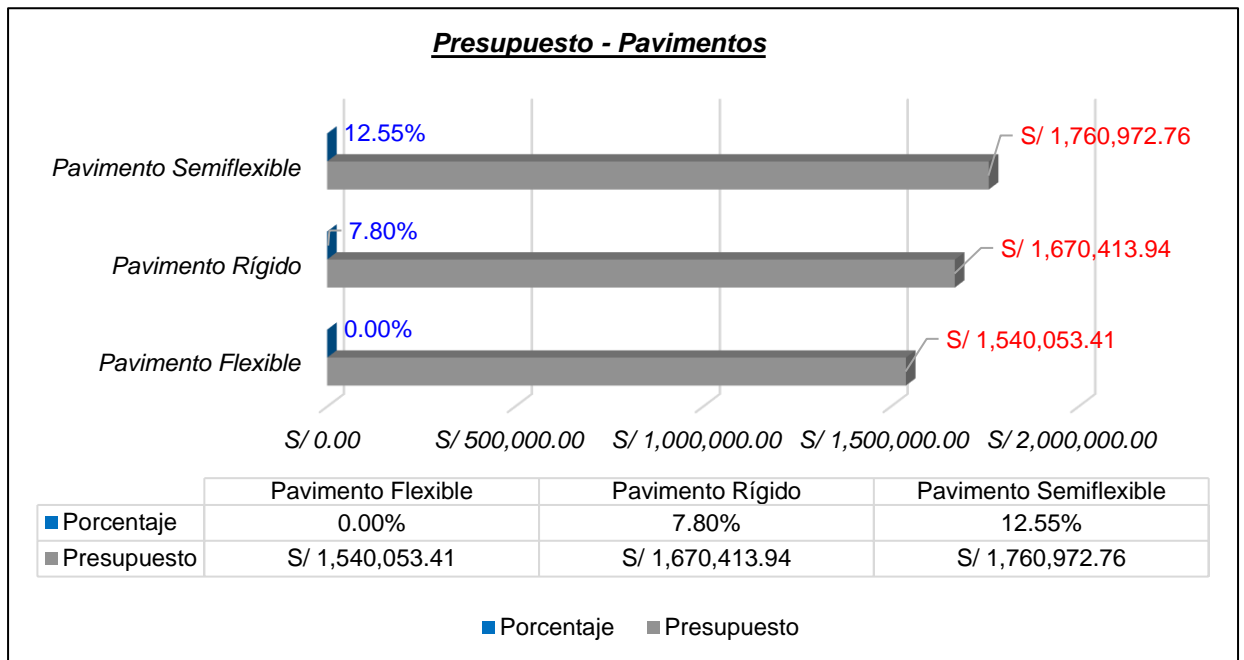 Presupuesto - Pavimentos
12.55%
S/ 1,760,972.76
Pavimento Semiflexible
7.80%
S/ 1,670,413.94
Pavimento Rígido
0.00%
S/ 1,540,053.41
Pavimento Flexible
S/ 0.00 S/ 500,000.00 S/ 1,000,000.00 S/ 1,500,000.00 S/ 2,000,000.00
Pavimento Flexible Pavimento Rígido Pavimento Semiflexible
Porcentaje 0.00% 7.80% 12.55%
Presupuesto S/ 1,540,053.41 S/ 1,670,413.94 S/ 1,760,972.76
Porcentaje Presupuesto